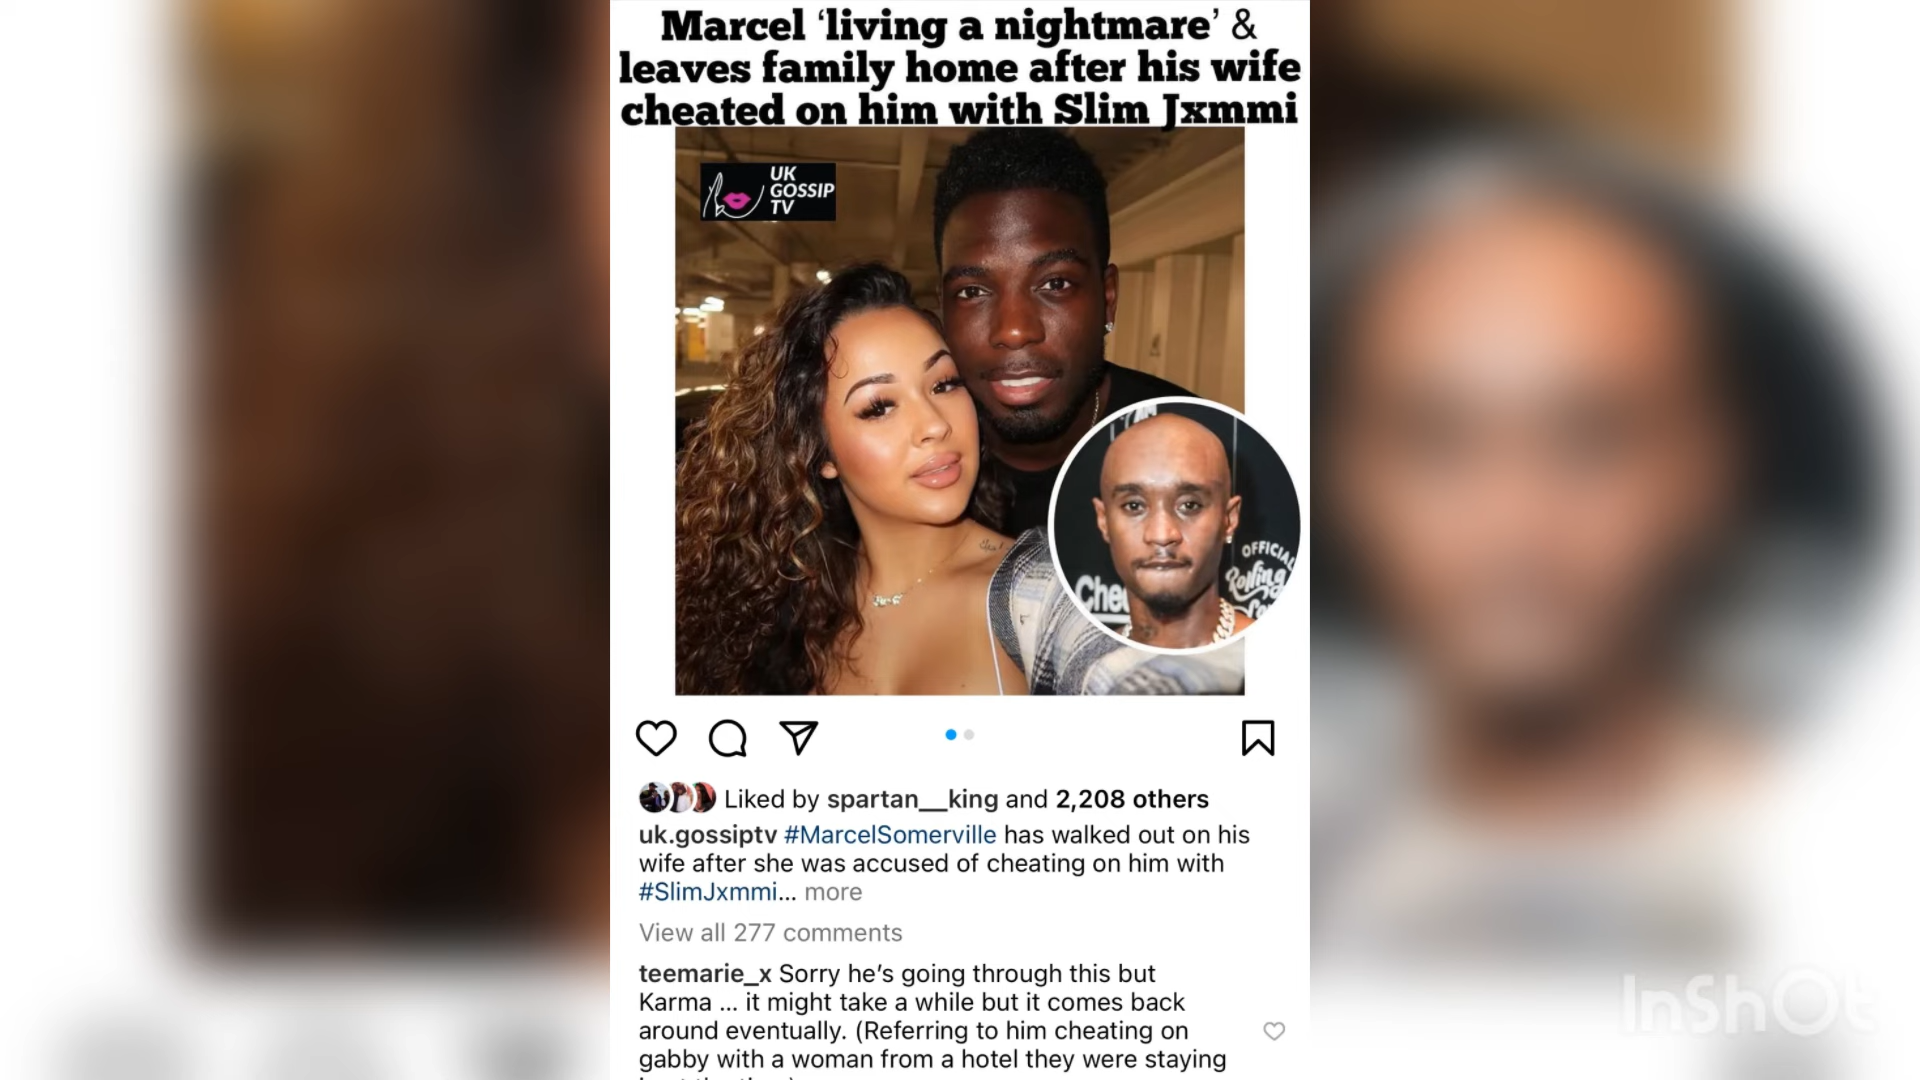 Marcel ‘living a nightmare’ &
leaves family home after his wife
cheated on him with Slim Jxmmi
UK
GOSSIP
TV
OFFICIAL
Rolling
Liked by spartan__king and 2,208 others
uk.gossiptv #MarcelSomerville has walked out on his
wife after she was accused of cheating on him with
#SlimJxmmi... more
View all 277 comments
teemarie_x Sorry he’s going through this but
Karma ... it might take a while but it comes back
around eventually. (Referring to him cheating on
gabby with a woman from a hotel they were staying
InShOt